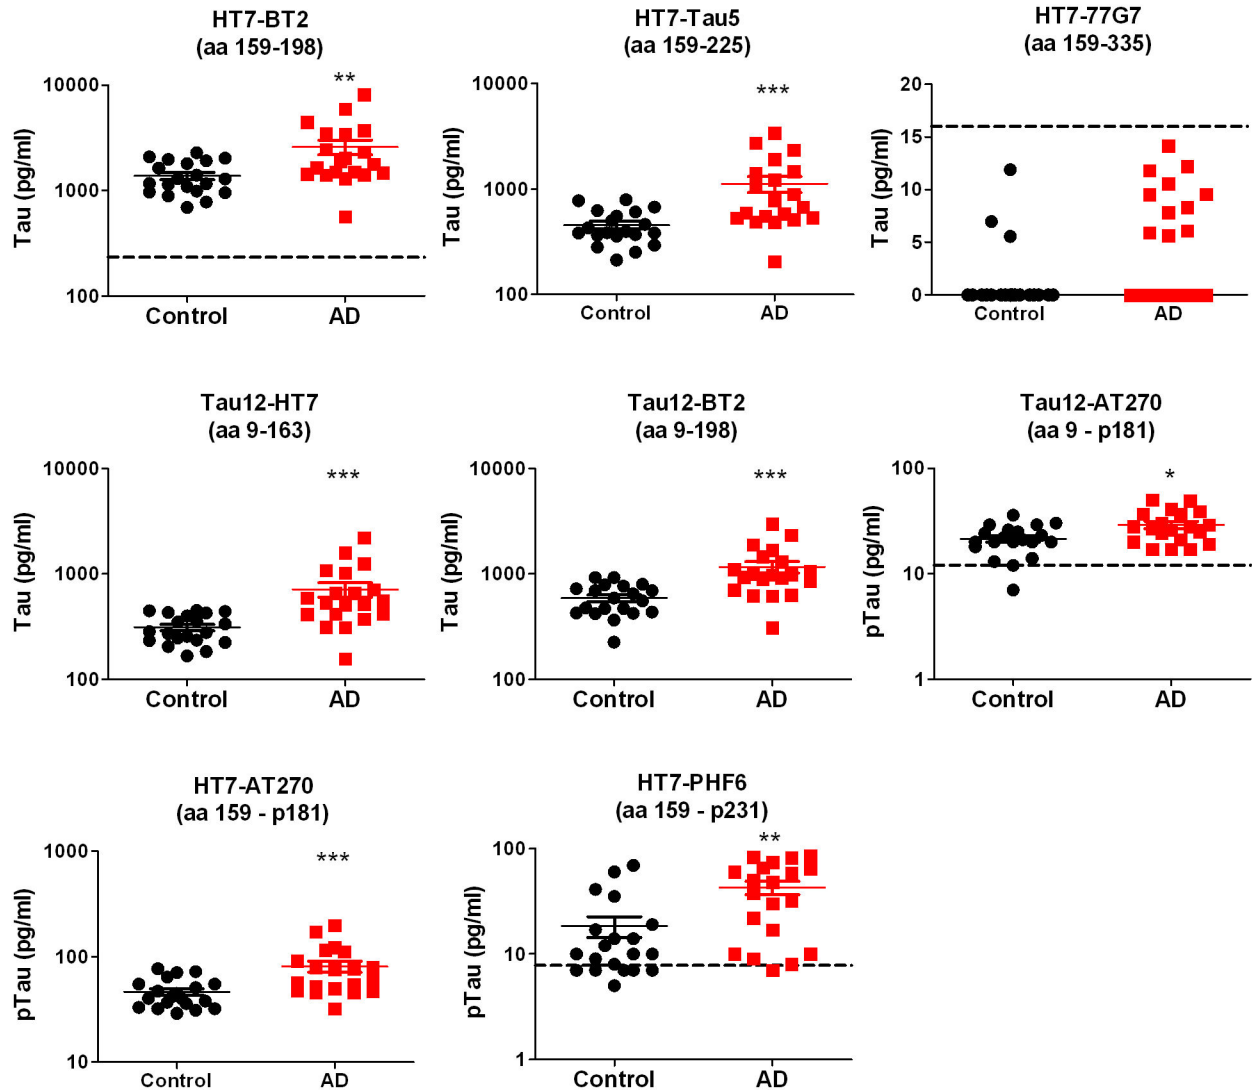 HT7-BT2
(aa 159-198)
**
10000
1000
100
Tau (pg/ml)
Control AD
HT7-Tau5
(aa 159-225)
***
10000
1000
100
Tau (pg/ml)
Control AD
HT7-77G7
(aa 159-335)
20
15
10
5
0
Tau (pg/ml)
Control AD
Tau12-HT7
(aa 9-163)
***
10000
1000
100
Tau (pg/ml)
Control AD
Tau12-BT2
(aa 9-198)
***
10000
1000
100
Tau (pg/ml)
Control AD
Tau12-AT270
(aa 9 - p181)
*
100
10
1
pTau (pg/ml)
Control AD
HT7-AT270
(aa 159 - p181)
***
1000
100
10
pTau (pg/ml)
Control AD
HT7-PHF6
(aa 159 - p231)
**
100
10
1
pTau (pg/ml)
Control AD